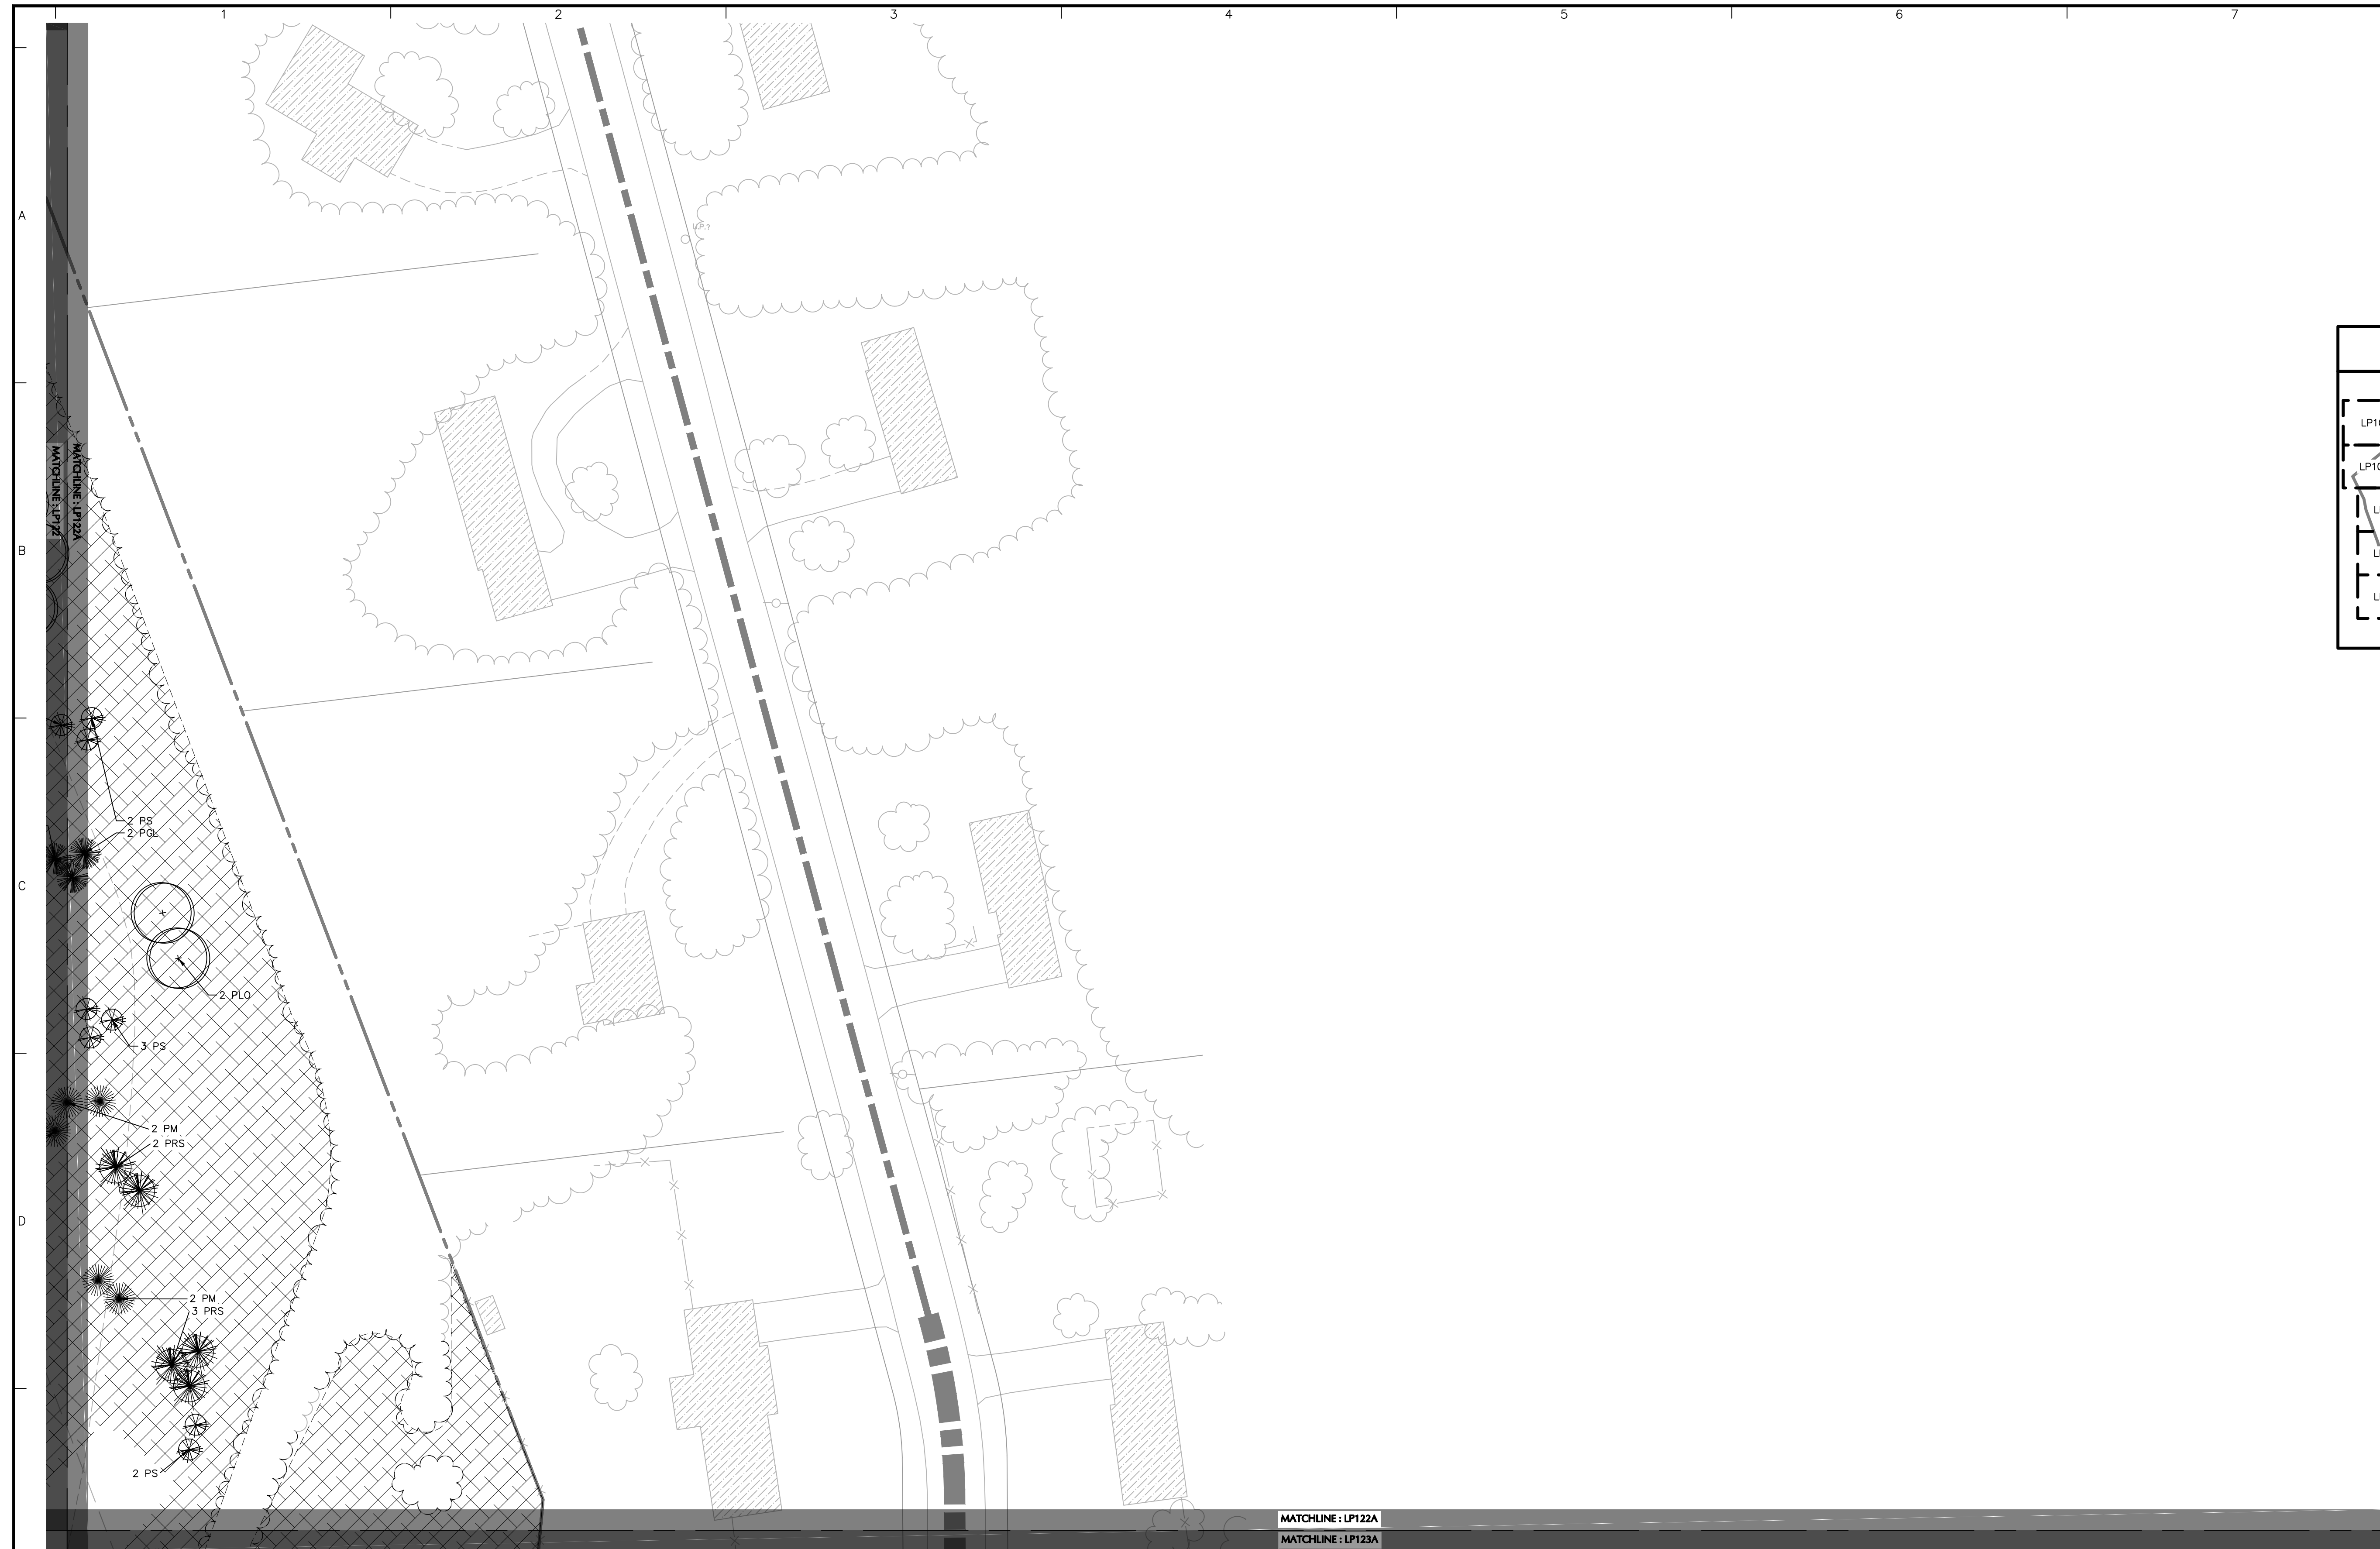 1 2 3 4 5 6 7
A
U.P.?
B
MATCHLINE : LP122
MATCHLINE : LP122A
2 PS
2 PGL
C
2 PLO
3 PS
2 PM
2 PRS
D
2 PM
3 PRS
2 PS
MATCHLINE : LP122A
MATCHLINE : LP123A